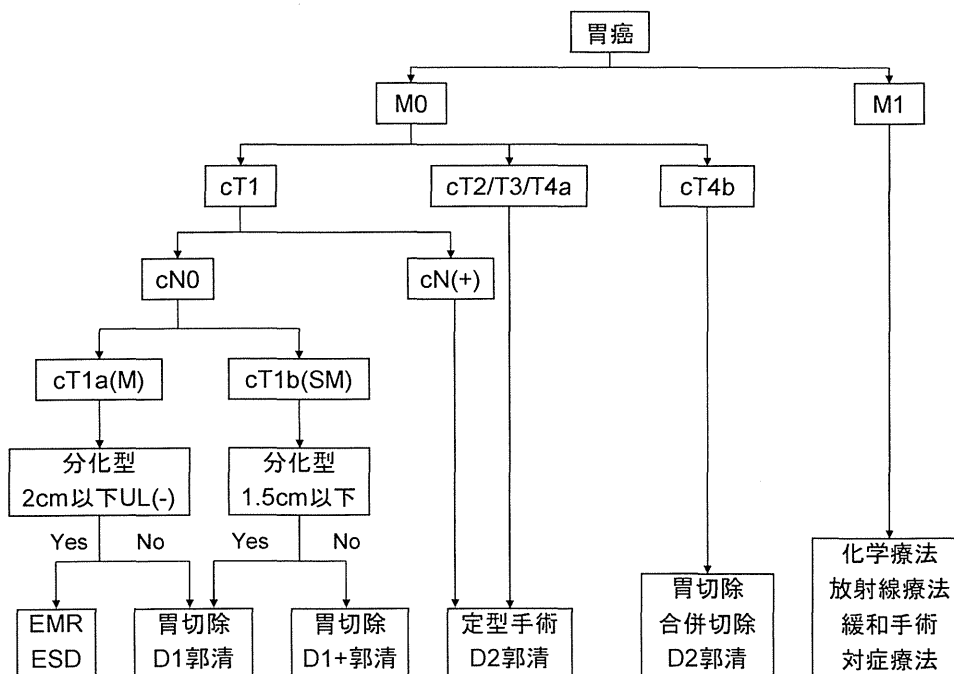 胃癌
M0
M1
cT1
cT2/T3/T4a
cT4b
cN0
cN(+)
cT1a(M)
cT1b(SM)
分化型
2cm以下UL(-)
分化型
1.5cm以下
Yes
No
Yes
No
EMR
ESD
胃切除
D1郭清
胃切除
D1+郭清
定型手術
D2郭清
胃切除
合併切除
D2郭清
化学療法
放射線療法
緩和手術
対症療法